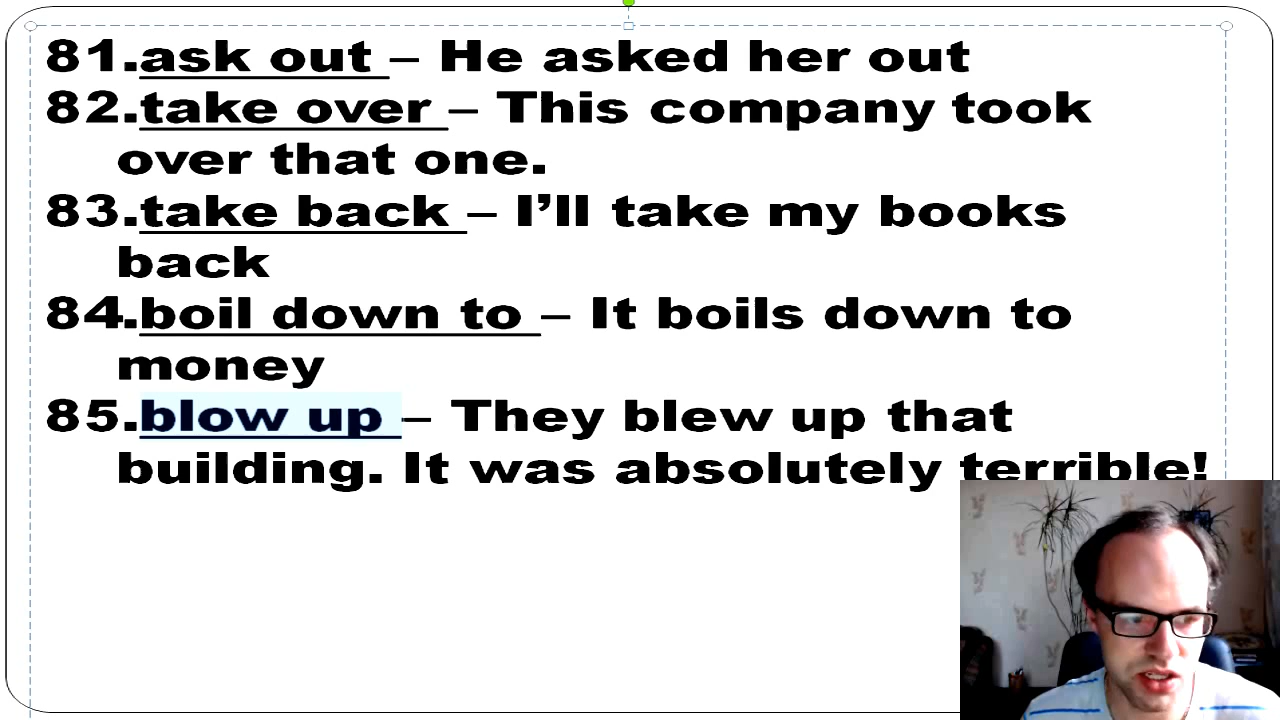 81.ask out – He asked her out
82.take over – This company took
over that one.
83.take back – I’ll take my books
back
84.boil down to – It boils down to
money
85.blow up – They blew up that
building. It was absolutely terrible!